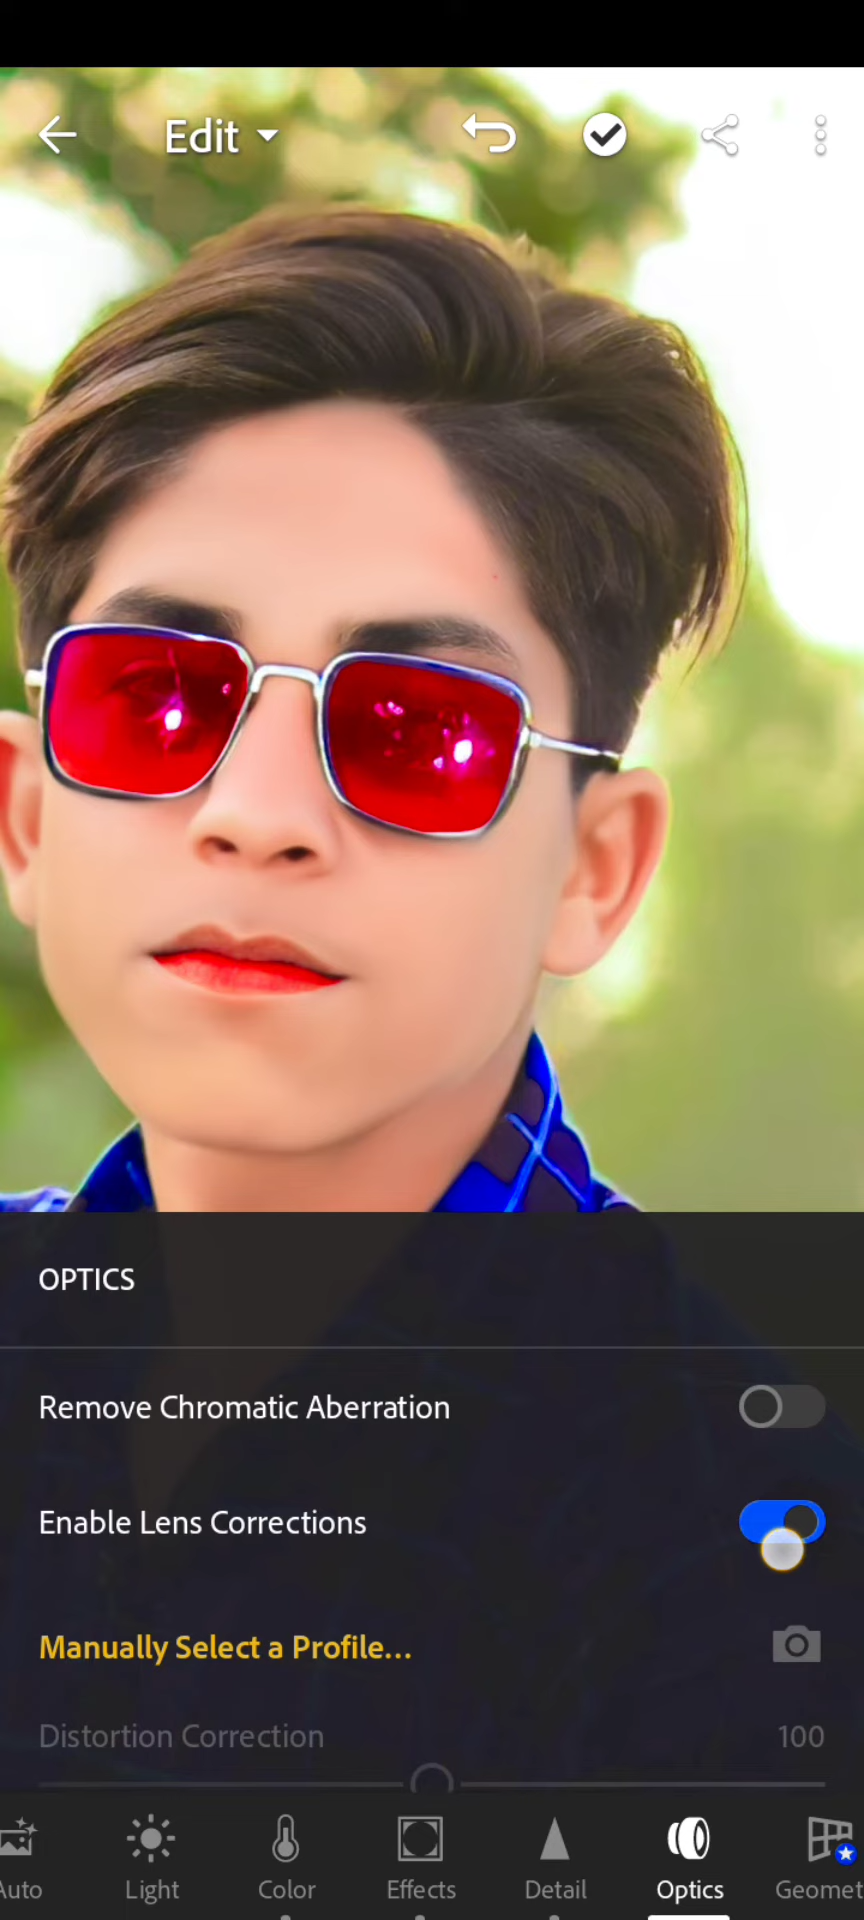 Edit
OPTICS
Remove Chromatic Aberration
Enable Lens Corrections
Manually Select a Profile...
Distortion Correction 100
Auto Light Color Effects Detail Optics Geomet